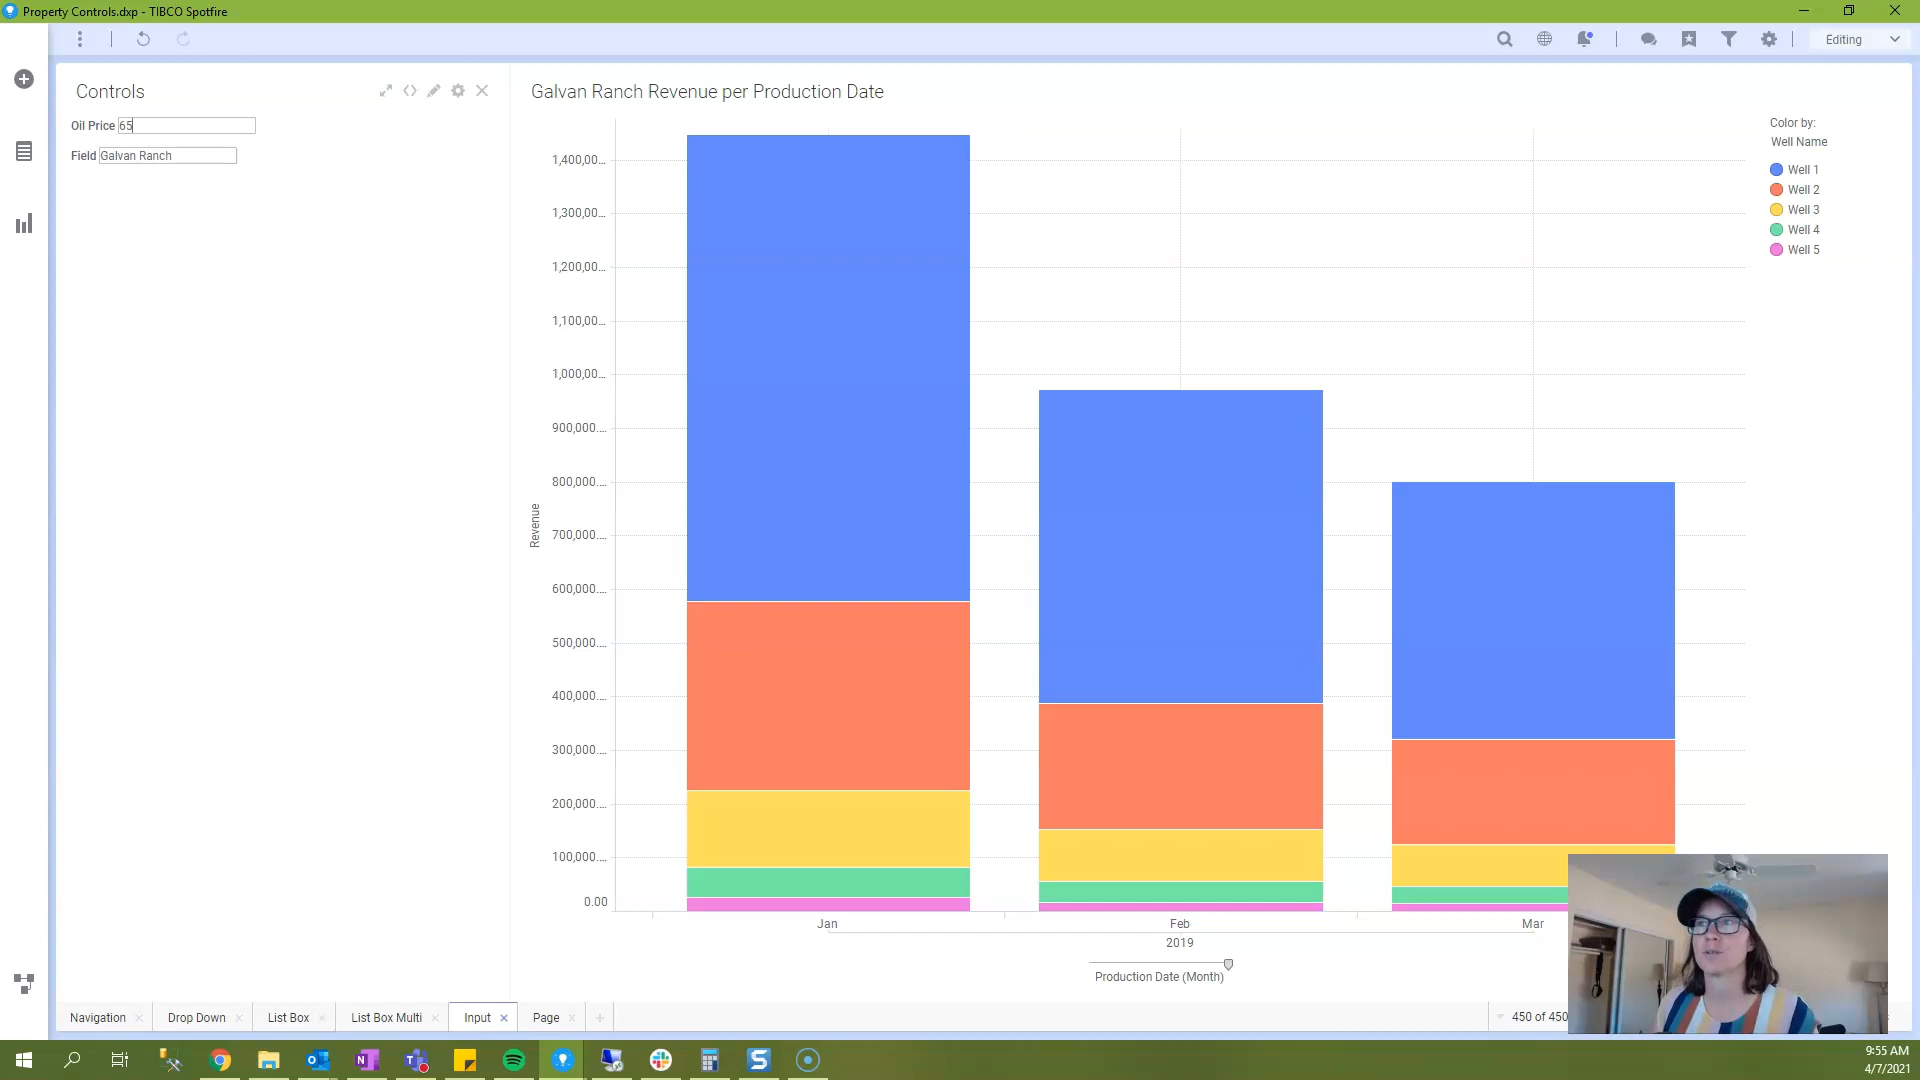 Property Controls.dxp - TIBCO Spotfire
Editing
Controls
Oil Price 65
Field Galvan Ranch
Galvan Ranch Revenue per Production Date
Color by:
Well Name
Well 1
Well 2
Well 3
Well 4
Well 5
1,400,00...
1,300,00...
1,200,00...
1,100,00...
1,000,00...
900,000....
800,000....
700,000....
600,000....
500,000....
400,000....
300,000....
200,000....
100,000....
0.00
Revenue
Jan
Feb
Mar
2019
Production Date (Month)
Navigation
Drop Down
List Box
List Box Multi
Input
Page
450 of 450
9:55 AM
4/7/2021